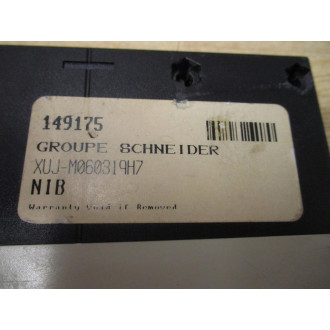 149175
GROUPE SCHNEIDER
XUJ-M060319H7
NIB
Warranty Void if Removed